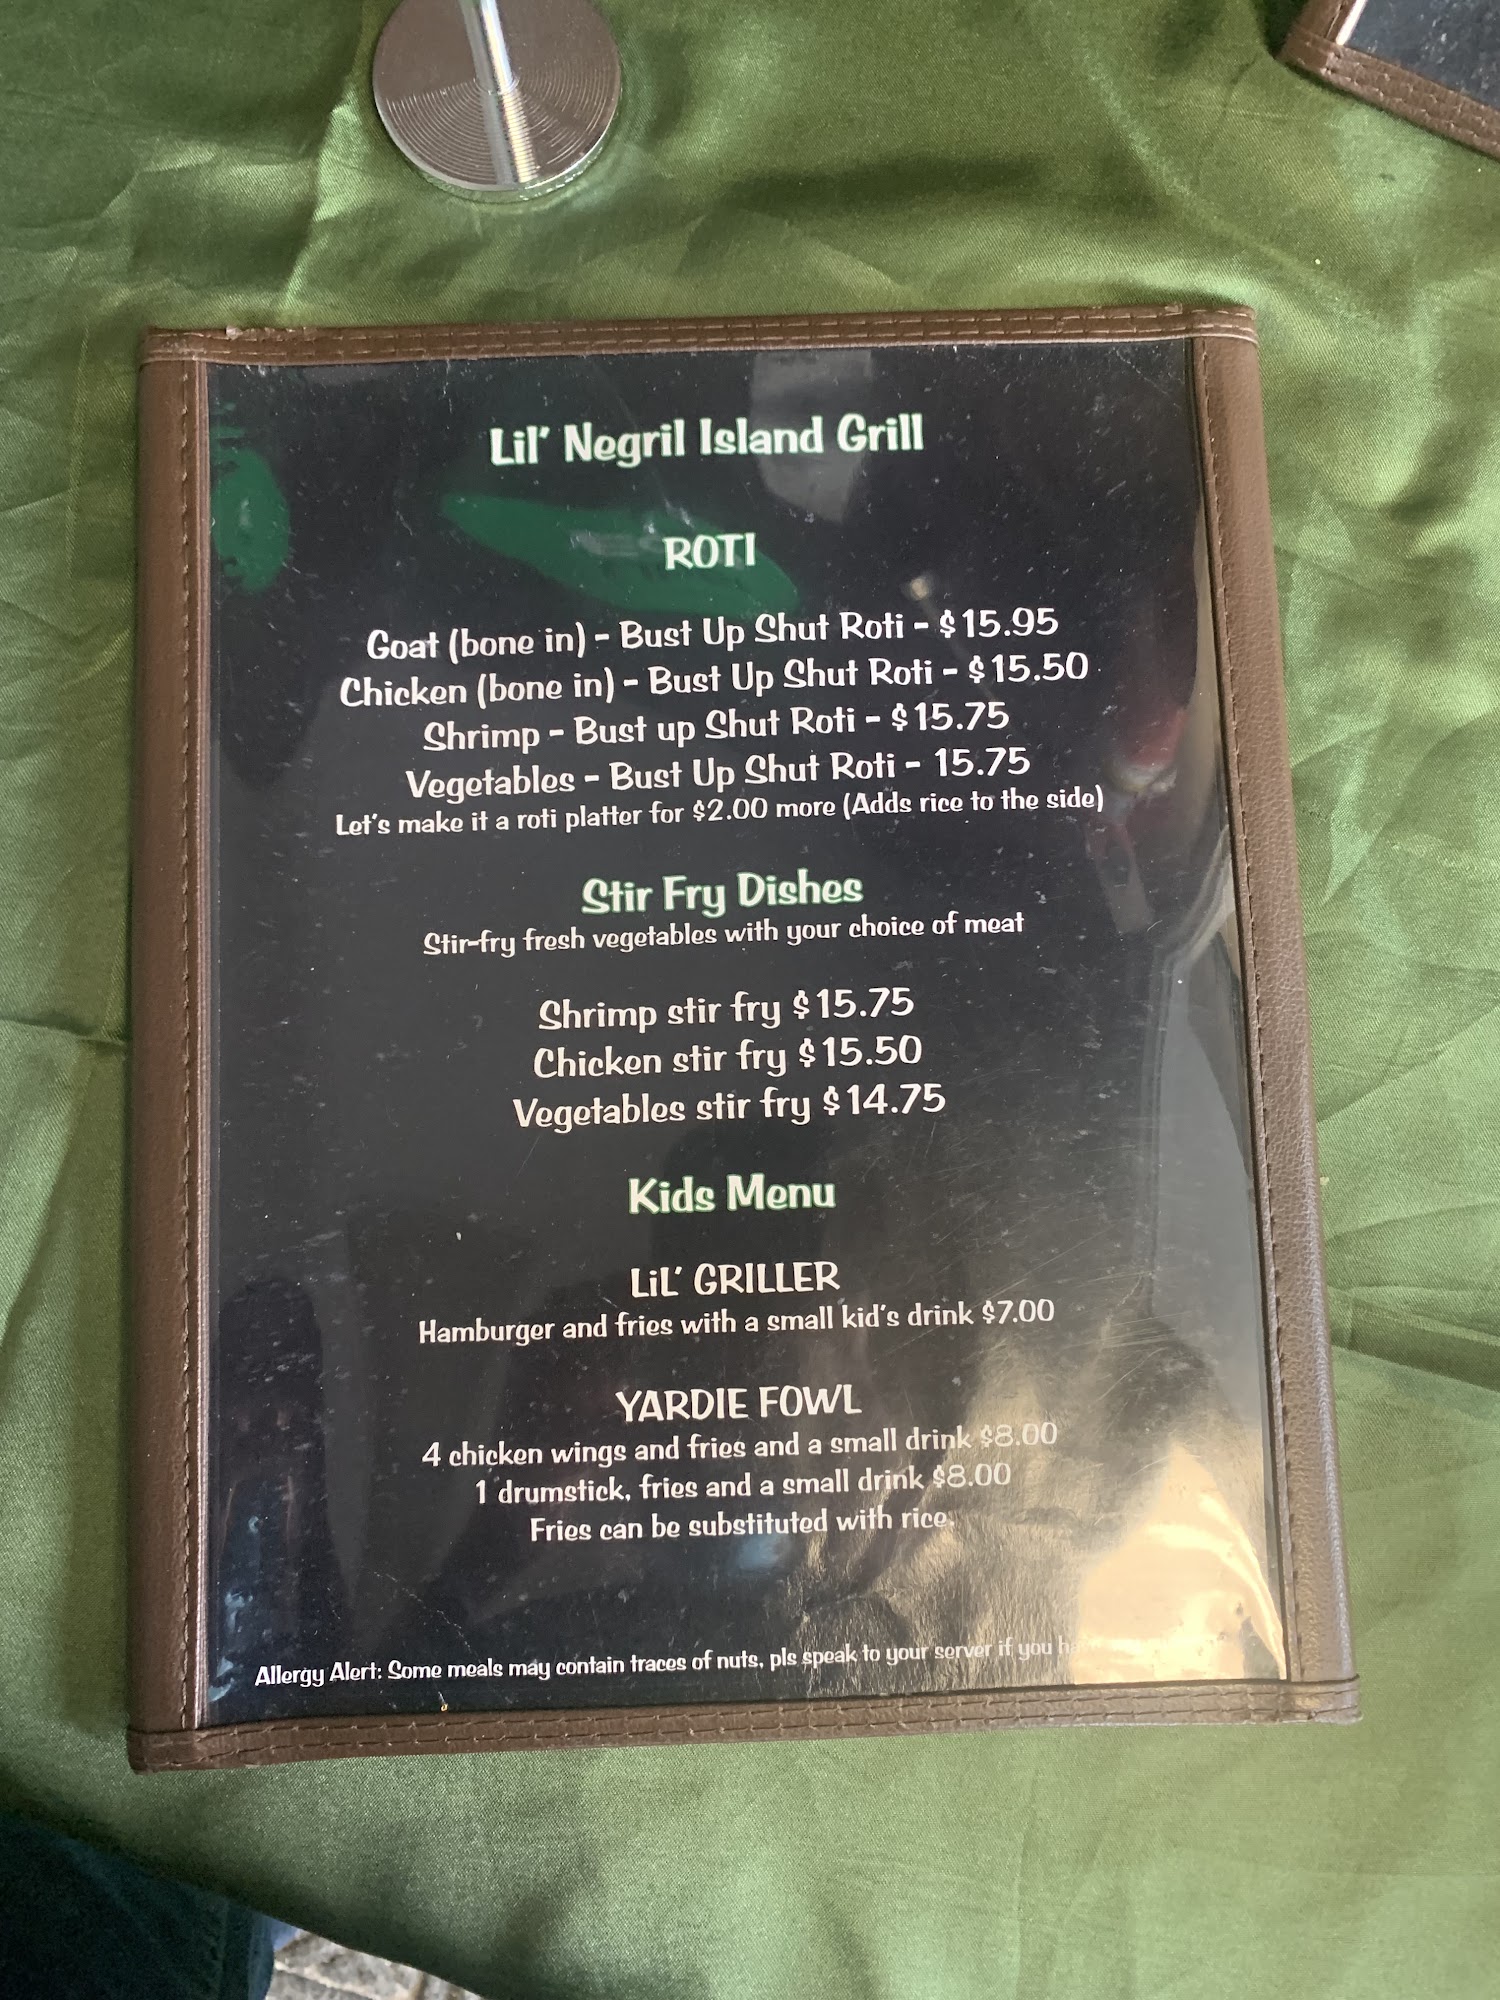 Lil' Negril Island Grill
ROTI
Goat (bone in) - Bust Up Shut Roti - $15.95
Chicken (bone in) - Bust Up Shut Roti - $15.50
Shrimp - Bust up Shut Roti - $15.75
Vegetables - Bust Up Shut Roti - 15.75
Let's make it a roti platter for $2.00 more (Adds rice to the side)
Stir Fry Dishes
Stir-fry fresh vegetables with your choice of meat
Shrimp stir fry $15.75
Chicken stir fry $15.50
Vegetables stir fry $14.75
Kids Menu
LiL' GRILLER
Hamburger and fries with a small kid's drink $7.00
YARDIE FOWL
4 chicken wings and fries and a small drink $8.00
1 drumstick, fries and a small drink $8.00
Fries can be substituted with rice.
Allergy Alert: Some meals may contain traces of nuts, pls speak to your server if you